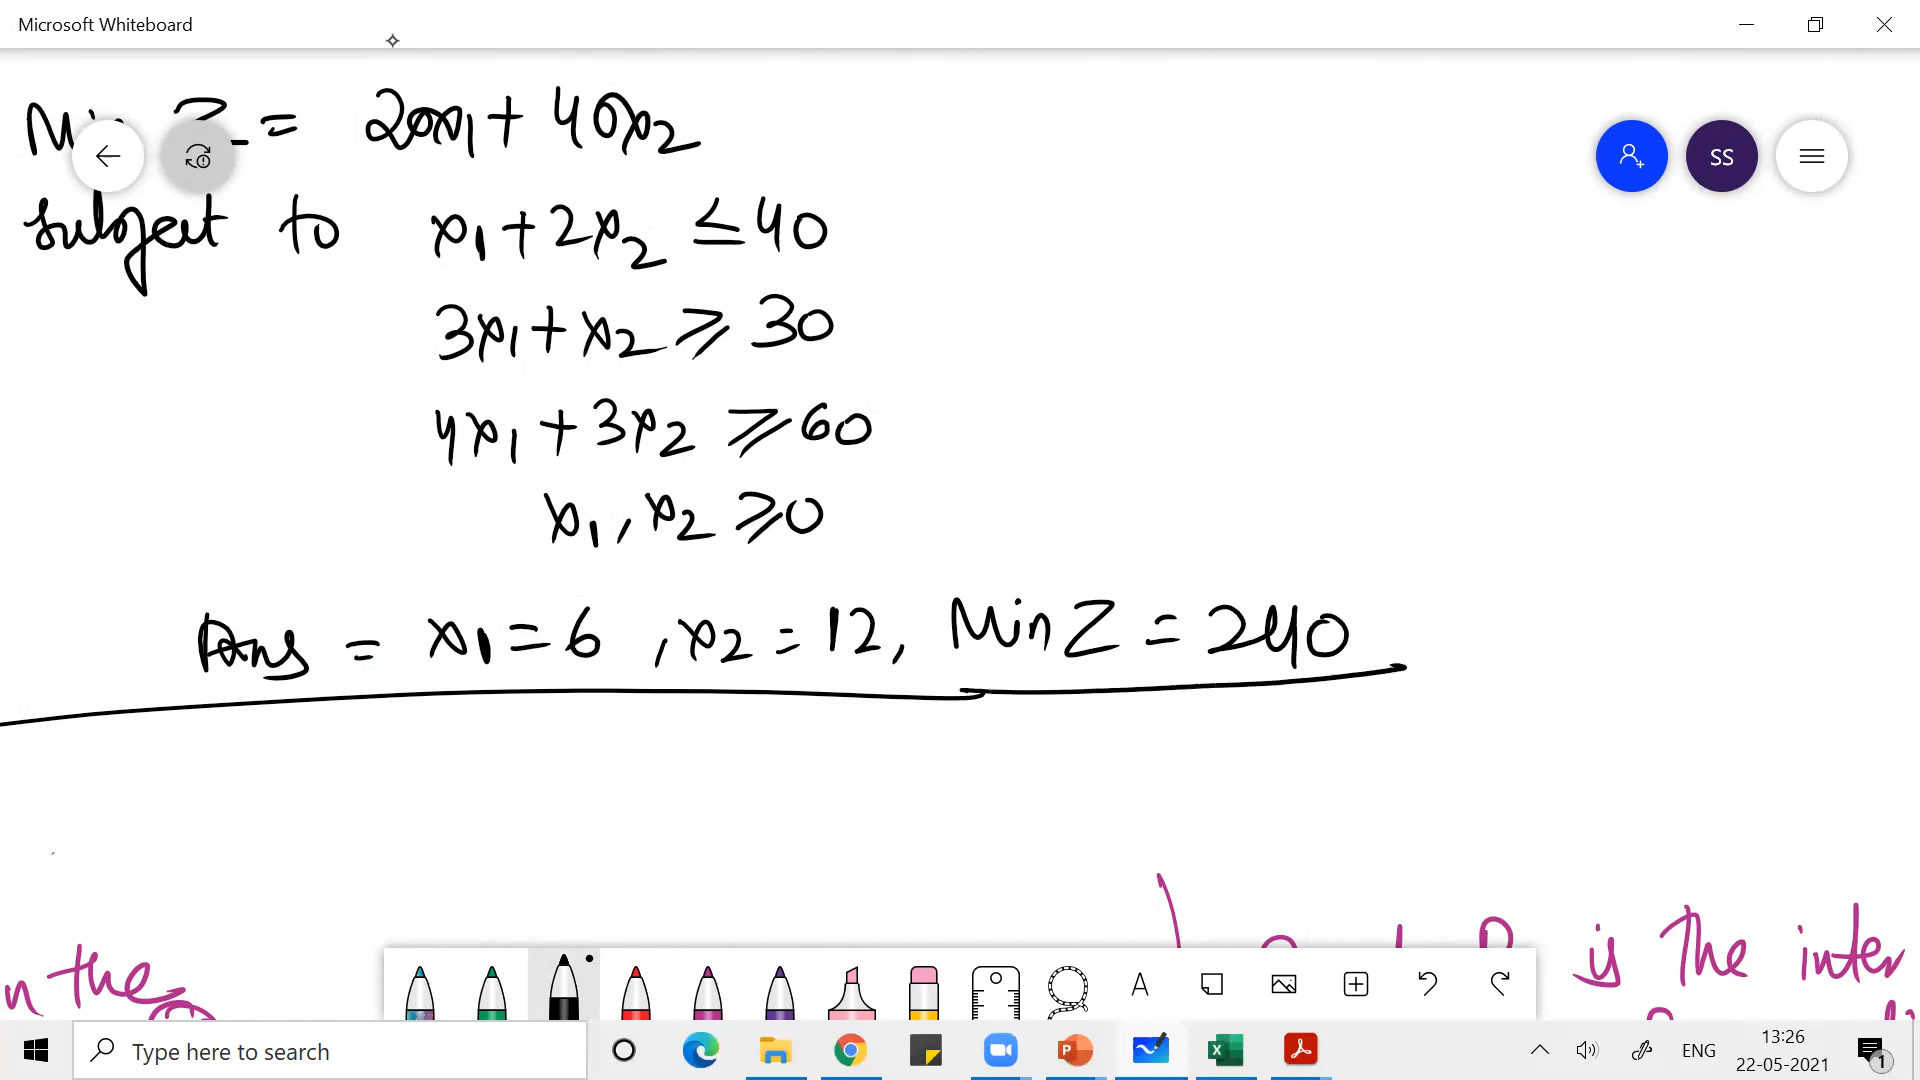 Microsoft Whiteboard
Min Z = 20x1 + 40x2
SS
subject to x1 + 2x2 ≤ 40
3x1 + x2 ≥ 30
4x1 + 3x2 ≥ 60
x1, x2 ≥ 0
Ans = x1 = 6, x2 = 12, Min Z = 240
n the
is the inter
Type here to search
ENG
13:26
22-05-2021
1